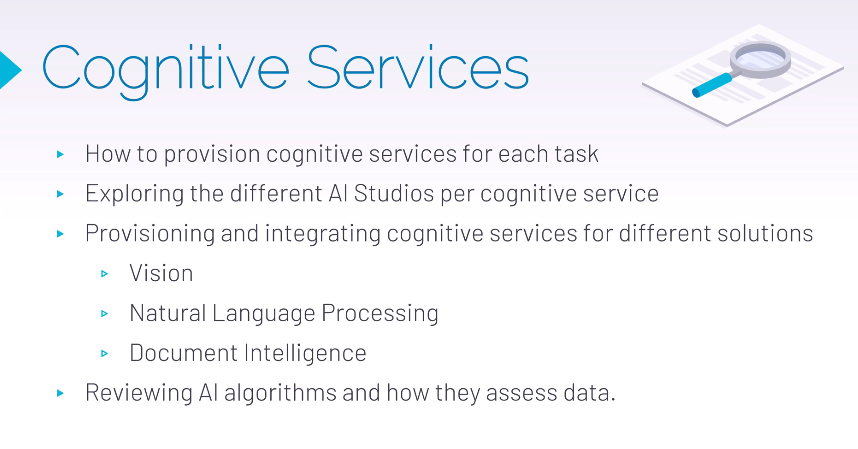 Cognitive Services
How to provision cognitive services for each task
Exploring the different AI Studios per cognitive service
Provisioning and integrating cognitive services for different solutions
Vision
Natural Language Processing
Document Intelligence
Reviewing AI algorithms and how they assess data.